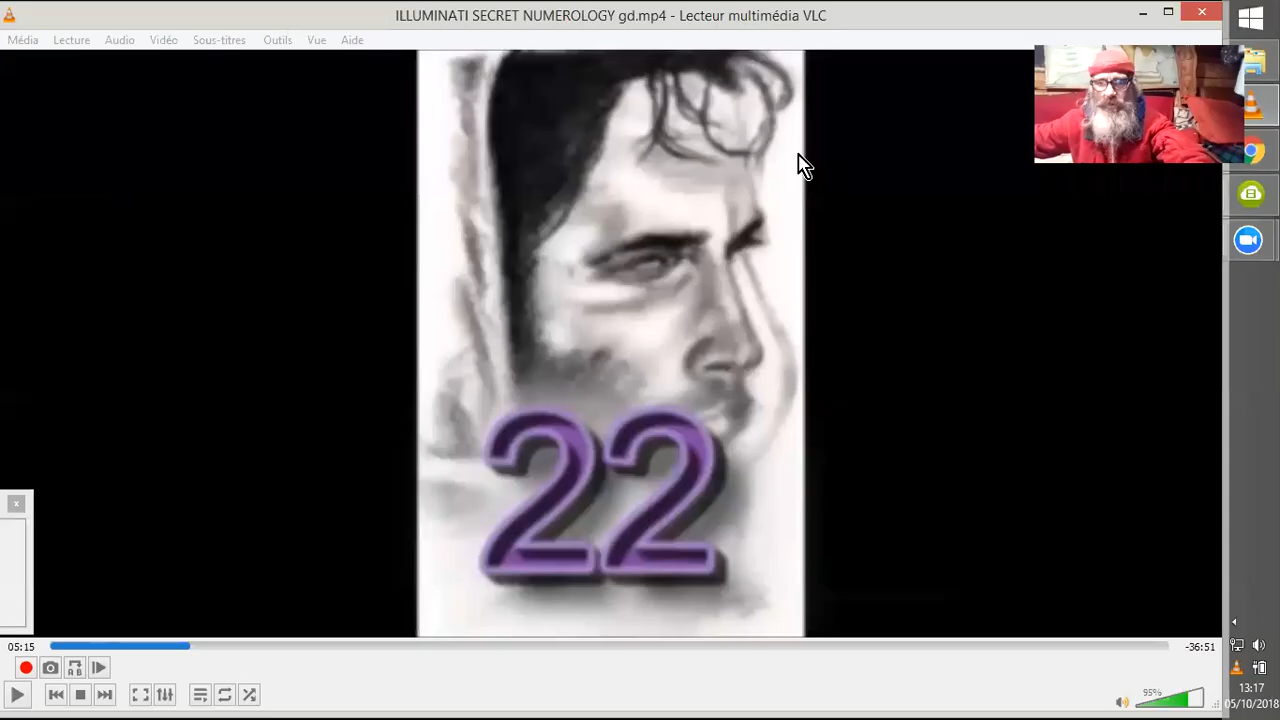 ILLUMINATI SECRET NUMEROLOGY gd.mp4 - Lecteur multimédia VLC
Média Lecture Audio Vidéo Sous-titres Outils Vue Aide
22
x
05:15
-36:51
95%
13:17
05/10/2018